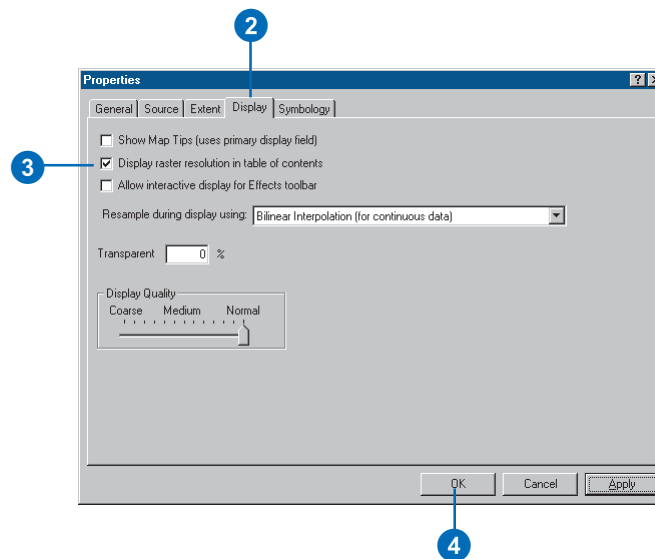 2
Properties
?
General Source Extent Display Symbology
Show Map Tips (uses primary display field)
3
Display raster resolution in table of contents
Allow interactive display for Effects toolbar
Resample during display using: Bilinear Interpolation (for continuous data)
Transparent 0 %
Display Quality
Coarse Medium Normal
OK Cancel Apply
4